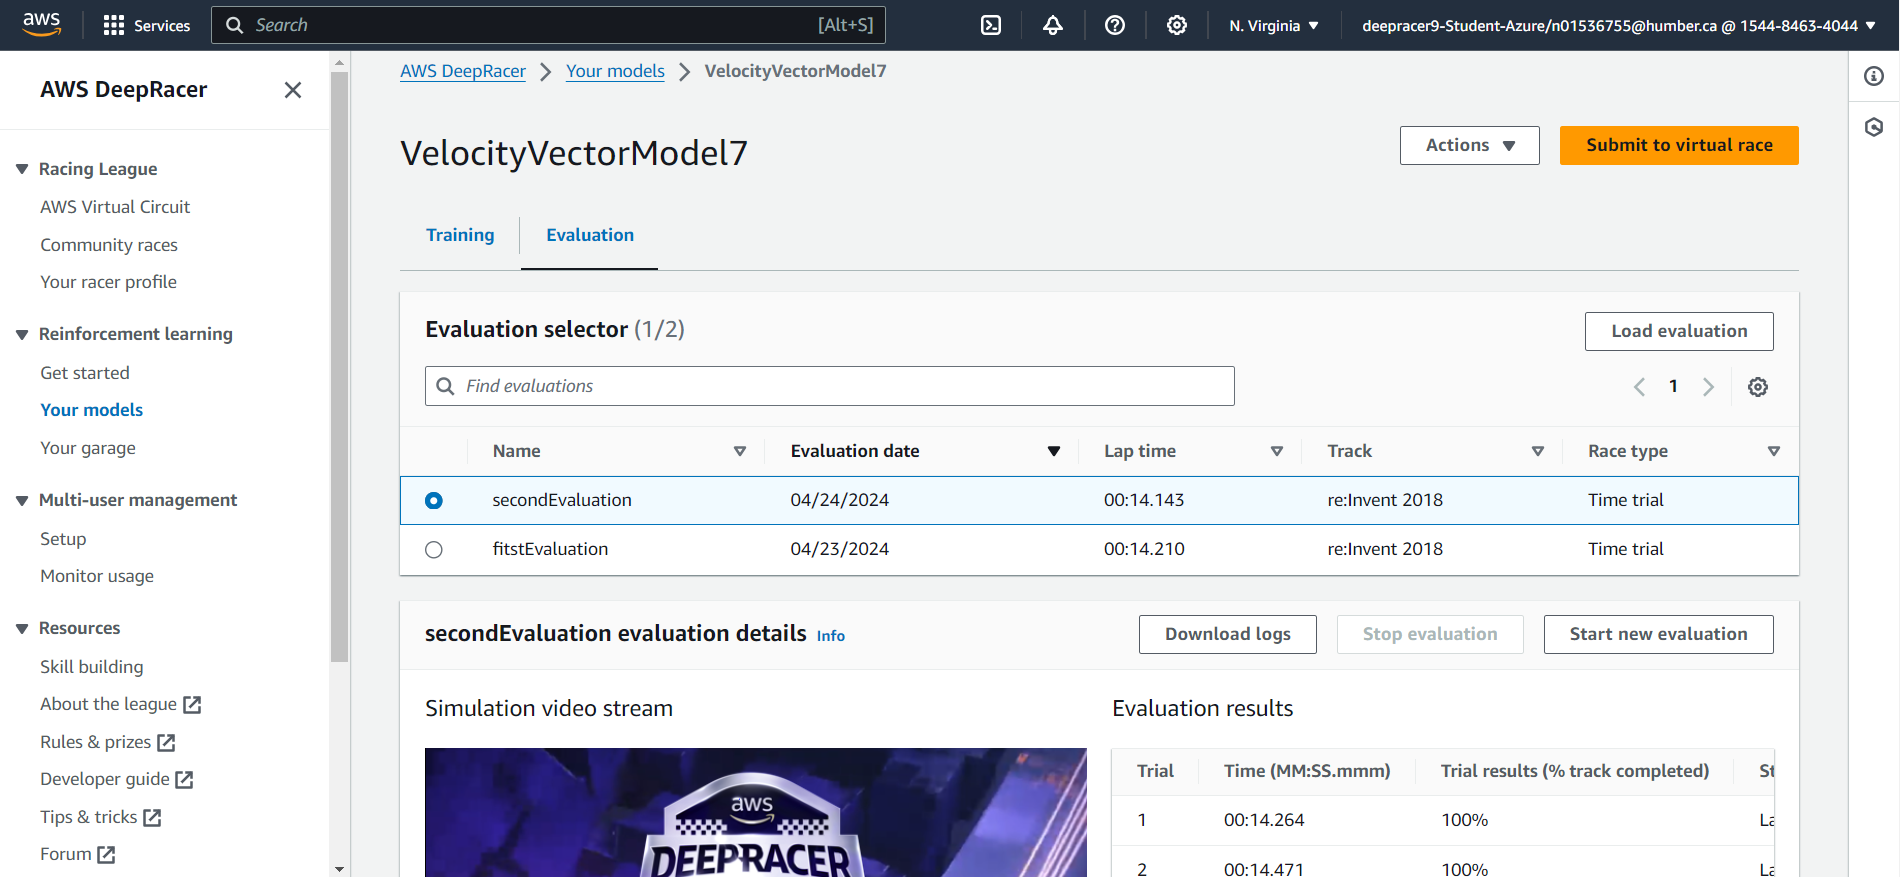 aws
Services
Search [Alt+S]
N. Virginia
deepracer9-Student-Azure/n01536755@humber.ca @ 1544-8463-4044
AWS DeepRacer
Racing League
AWS Virtual Circuit
Community races
Your racer profile
Reinforcement learning
Get started
Your models
Your garage
Multi-user management
Setup
Monitor usage
Resources
Skill building
About the league
Rules & prizes
Developer guide
Tips & tricks
Forum
AWS DeepRacer Your models VelocityVectorModel7
VelocityVectorModel7
Actions
Submit to virtual race
Training
Evaluation
Evaluation selector (1/2)
Load evaluation
Find evaluations
1
Name Evaluation date Lap time Track Race type
secondEvaluation 04/24/2024 00:14.143 re:Invent 2018 Time trial
fitstEvaluation 04/23/2024 00:14.210 re:Invent 2018 Time trial
secondEvaluation evaluation details Info
Download logs
Stop evaluation
Start new evaluation
Simulation video stream
aws
DEEPRACER
Evaluation results
Trial Time (MM:SS.mmm) Trial results (% track completed)
1 00:14.264 100%
2 00:14.471 100%